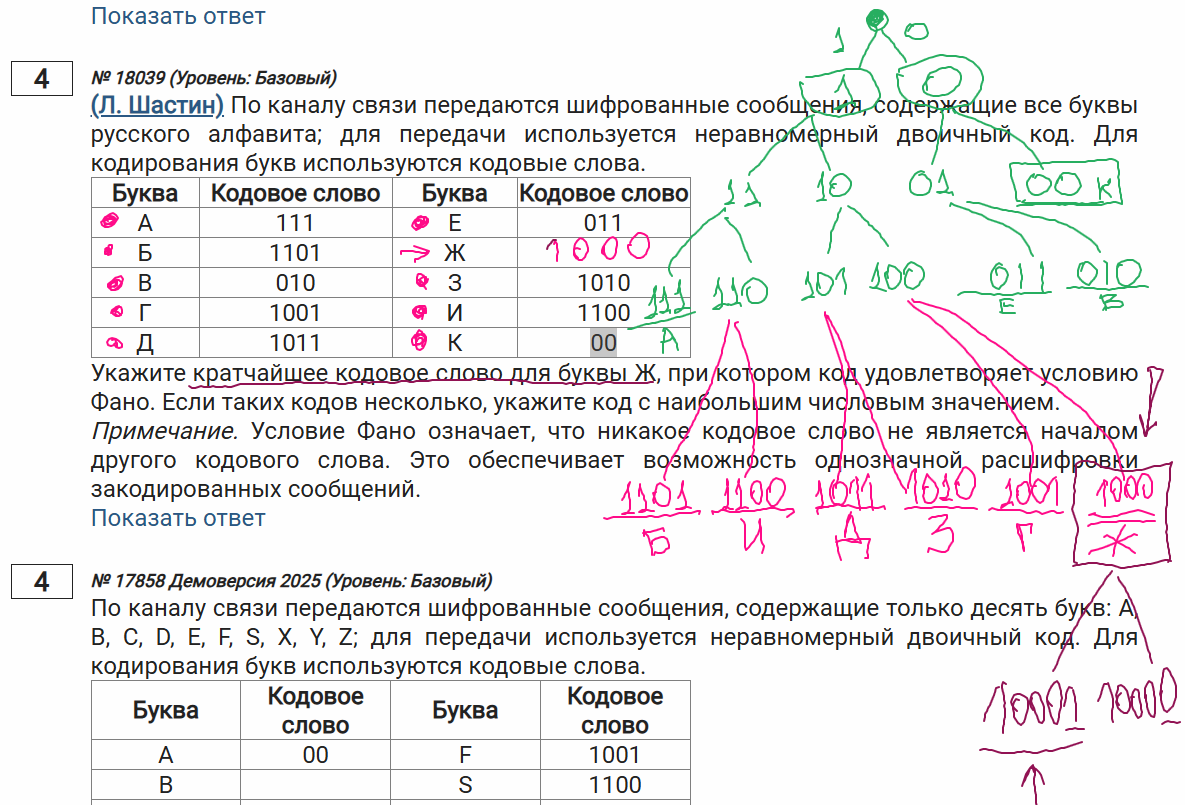 Показать ответ
4
№ 18039 (Уровень: Базовый)
(Л. Шастин) По каналу связи передаются шифрованные сообщения, содержащие все буквы
русского алфавита; для передачи используется неравномерный двоичный код. Для
кодирования букв используются кодовые слова.
Буква Кодовое слово Буква Кодовое слово
А 111 Е 011
Б 1101 Ж 1000
В 010 З 1010
Г 1001 И 1100
Д 1011 К 00
Укажите кратчайшее кодовое слово для буквы Ж, при котором код удовлетворяет условию
Фано. Если таких кодов несколько, укажите код с наибольшим числовым значением.
Примечание. Условие Фано означает, что никакое кодовое слово не является началом
другого кодового слова. Это обеспечивает возможность однозначной расшифровки
закодированных сообщений.
Показать ответ
1 0
1 0
11 10 01 00 К
111 110 101 100 011 010
А Е В
1101 1100 1011 1010 1001 1000
Б И Д З Г Ж
10001 10000
4
№ 17858 Демоверсия 2025 (Уровень: Базовый)
По каналу связи передаются шифрованные сообщения, содержащие только десять букв: A,
B, C, D, E, F, S, X, Y, Z; для передачи используется неравномерный двоичный код. Для
кодирования букв используются кодовые слова.
Буква Кодовое слово Буква Кодовое слово
A 00 F 1001
B S 1100